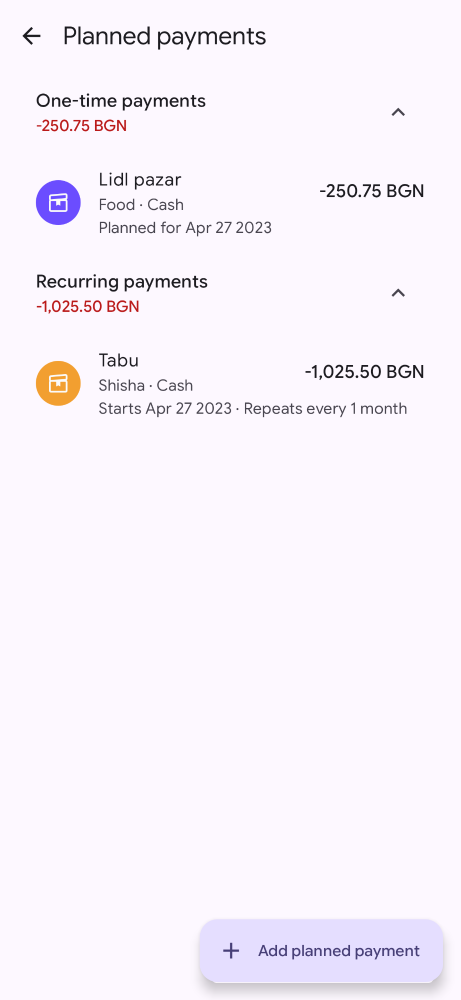 Planned payments
One-time payments
-250.75 BGN
Lidl pazar
-250.75 BGN
Food · Cash
Planned for Apr 27 2023
Recurring payments
-1,025.50 BGN
Tabu
-1,025.50 BGN
Shisha · Cash
Starts Apr 27 2023 · Repeats every 1 month
Add planned payment